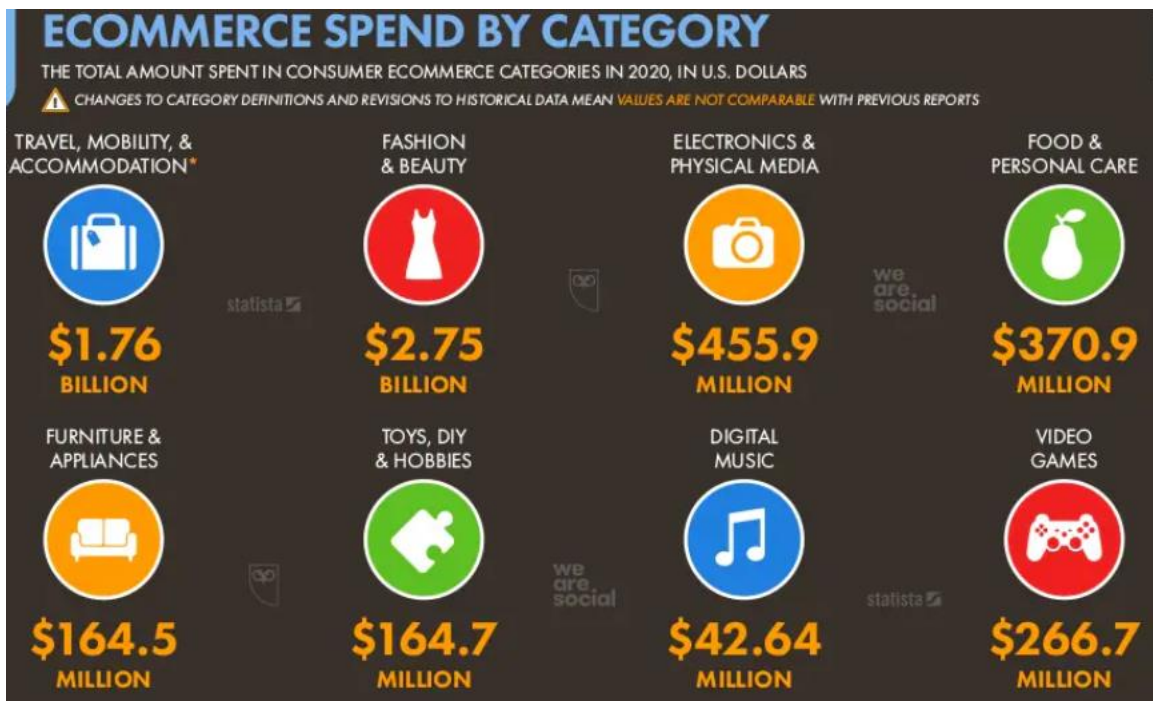 ECOMMERCE SPEND BY CATEGORY
THE TOTAL AMOUNT SPENT IN CONSUMER ECOMMERCE CATEGORIES IN 2020, IN U.S. DOLLARS
CHANGES TO CATEGORY DEFINITIONS AND REVISIONS TO HISTORICAL DATA MEAN VALUES ARE NOT COMPARABLE WITH PREVIOUS REPORTS
TRAVEL, MOBILITY, &
ACCOMMODATION*
$1.76
BILLION
FASHION
& BEAUTY
$2.75
BILLION
ELECTRONICS &
PHYSICAL MEDIA
$455.9
MILLION
FOOD &
PERSONAL CARE
$370.9
MILLION
statista
we
are
social
FURNITURE &
APPLIANCES
$164.5
MILLION
TOYS, DIY
& HOBBIES
$164.7
MILLION
DIGITAL
MUSIC
$42.64
MILLION
VIDEO
GAMES
$266.7
MILLION
we
are
social
statista